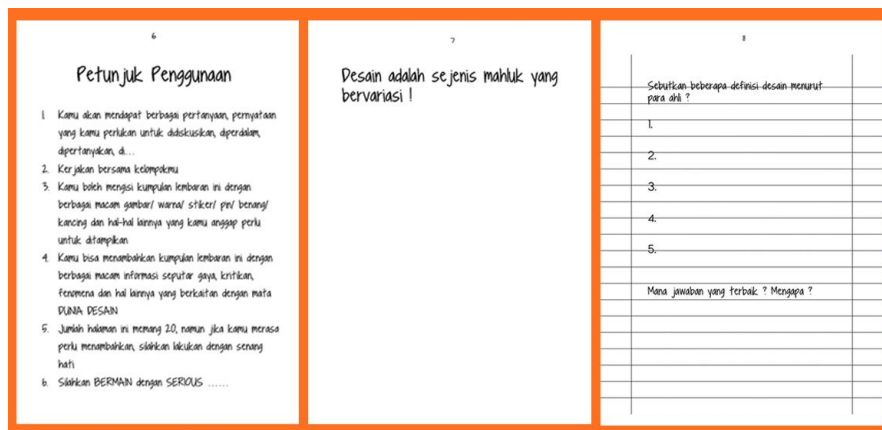 6
Petunjuk Penggunaan
1. Kamu akan mendapat berbagai pertanyaan, pernyataan
yang kamu perlukan untuk didiskusikan, diperdalam,
dipertanyakan, di...
2. Kerjakan bersama kelompokmu
3. Kamu boleh mengisi kumpulan lembaran ini dengan
berbagai macam gambar/ warna/ stiker/ pin/ benang/
kancing dan hal-hal lainnya yang kamu anggap perlu
untuk ditampilkan
4. Kamu bisa menambahkan kumpulan lembaran ini dengan
berbagai macam informasi seputar gaya, kritikan,
fenomena dan hal lainnya yang berkaitan dengan mata
DUNIA DESAIN
5. Jumlah halaman ini memang 20, namun jika kamu merasa
perlu menambahkan, silahkan lakukan dengan senang
hati
6. Silahkan BERMAIN dengan SERIOUS ......
7
Desain adalah sejenis mahluk yang
bervariasi !
8
Sebutkan beberapa definisi desain menurut
para ahli ?
1.
2.
3.
4.
5.
Mana jawaban yang terbaik ? Mengapa ?